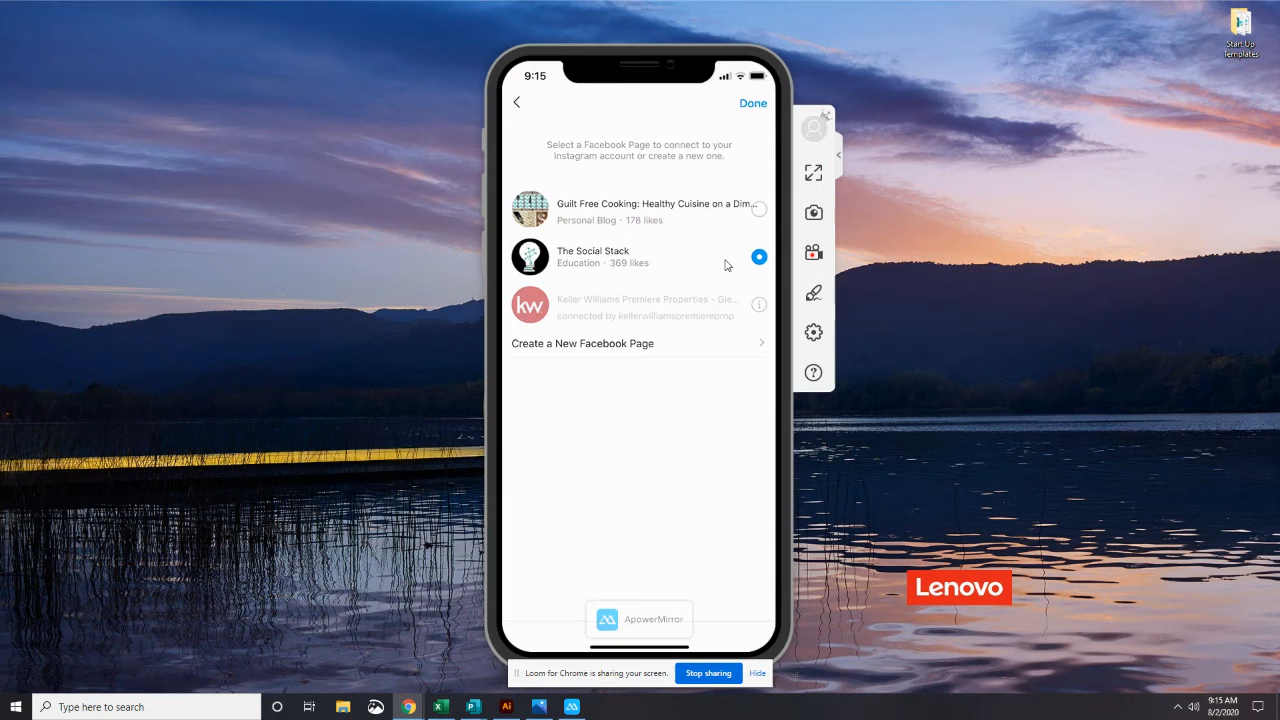 Start Up
Templates
9:15
Done
Select a Facebook Page to connect to your
Instagram account or create a new one.
Guilt Free Cooking: Healthy Cuisine on a Dim...
Personal Blog · 178 likes
The Social Stack
Education · 369 likes
kw
Keller Williams Premiere Properties - Gle...
connected by kellerwilliamspremiereprop
Create a New Facebook Page
ApowerMirror
Lenovo
Loom for Chrome is sharing your screen.
Stop sharing
Hide
Type here to search
Ai
9:15 AM
8/2/2020